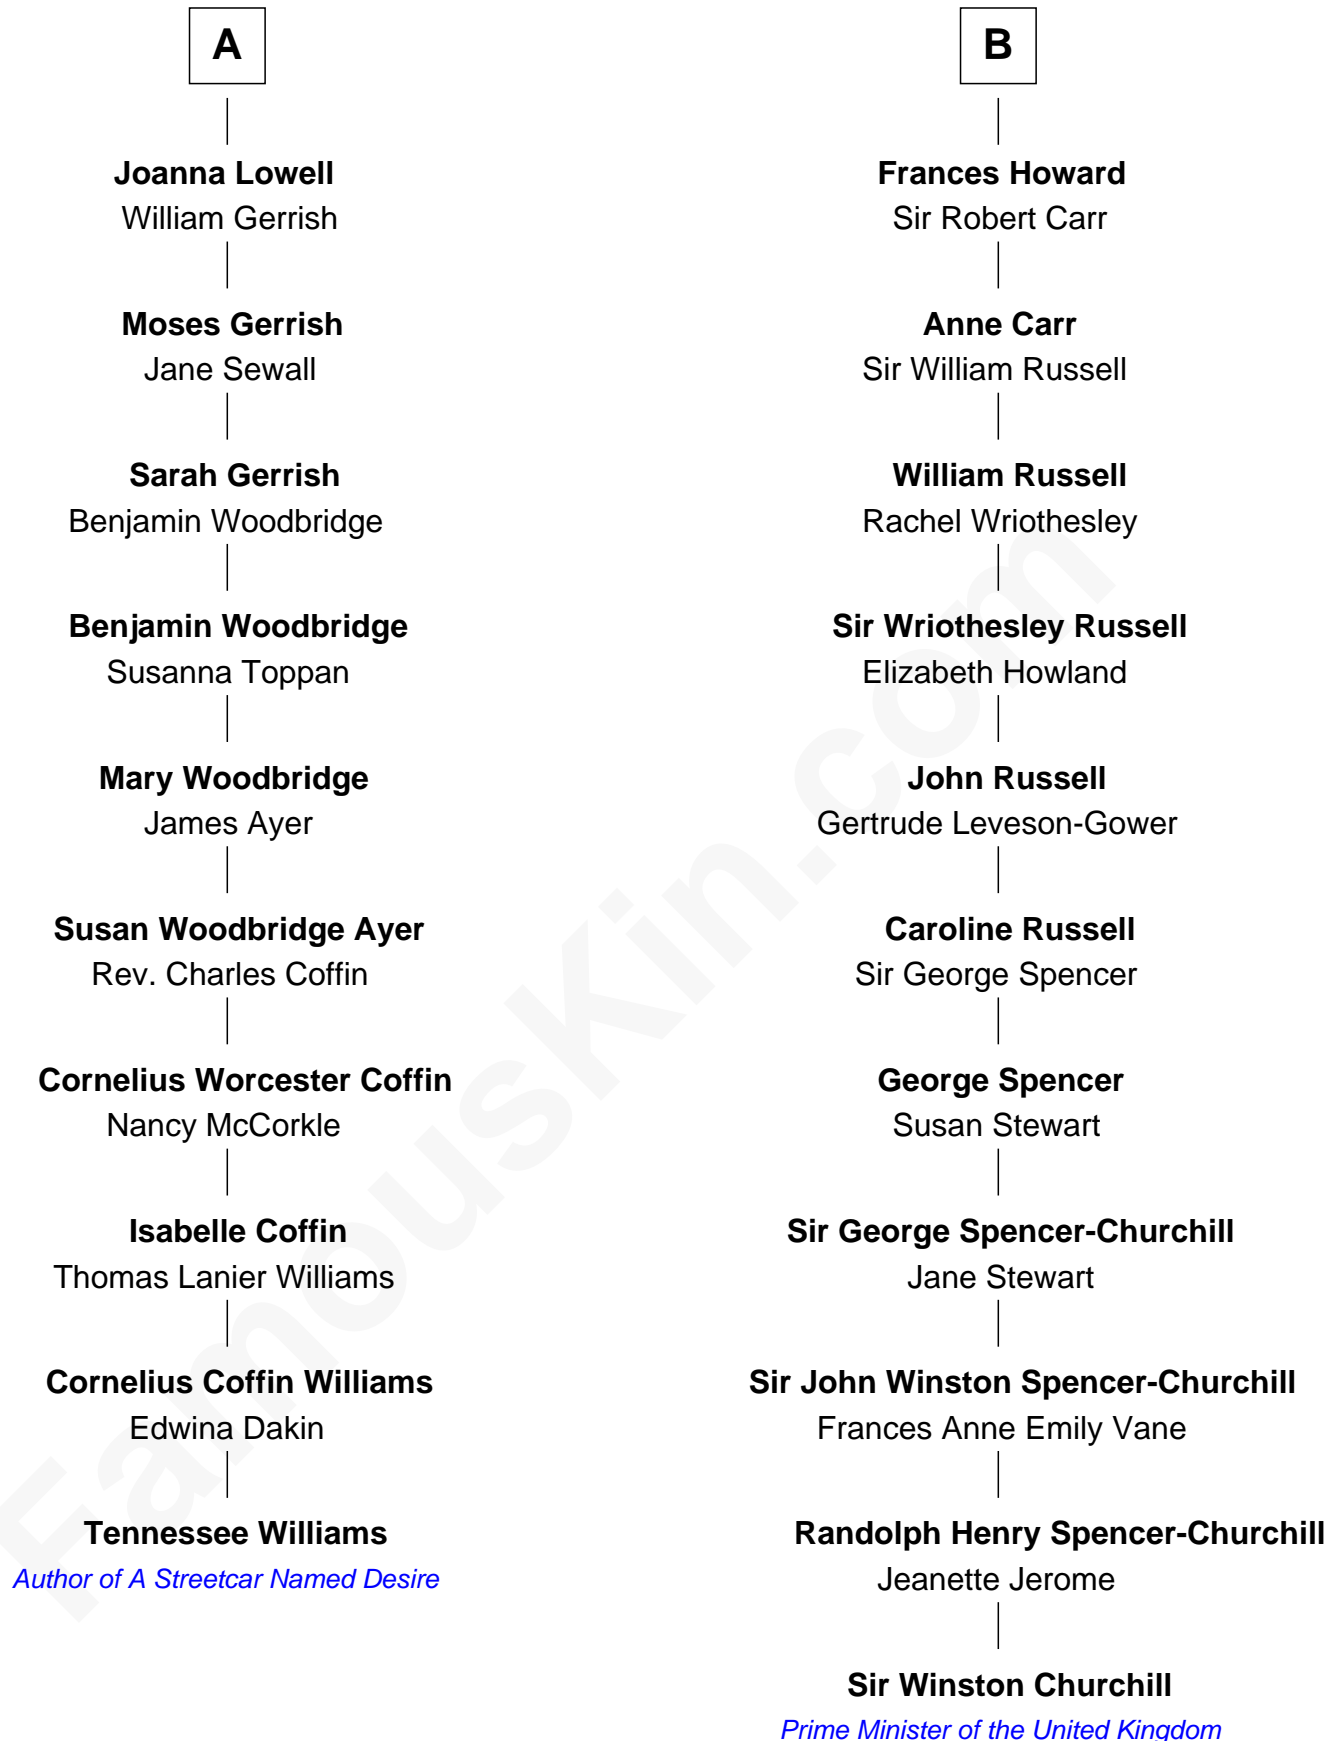 A
Joanna Lowell
William Gerrish
Moses Gerrish
Jane Sewall
Sarah Gerrish
Benjamin Woodbridge
Benjamin Woodbridge
Susanna Toppan
Mary Woodbridge
James Ayer
Susan Woodbridge Ayer
Rev. Charles Coffin
Cornelius Worcester Coffin
Nancy McCorkle
Isabelle Coffin
Thomas Lanier Williams
Cornelius Coffin Williams
Edwina Dakin
Tennessee Williams
Author of A Streetcar Named Desire
B
Frances Howard
Sir Robert Carr
Anne Carr
Sir William Russell
William Russell
Rachel Wriothesley
Sir Wriothesley Russell
Elizabeth Howland
John Russell
Gertrude Leveson-Gower
Caroline Russell
Sir George Spencer
George Spencer
Susan Stewart
Sir George Spencer-Churchill
Jane Stewart
Sir John Winston Spencer-Churchill
Frances Anne Emily Vane
Randolph Henry Spencer-Churchill
Jeanette Jerome
Sir Winston Churchill
Prime Minister of the United Kingdom
FamousKin.com